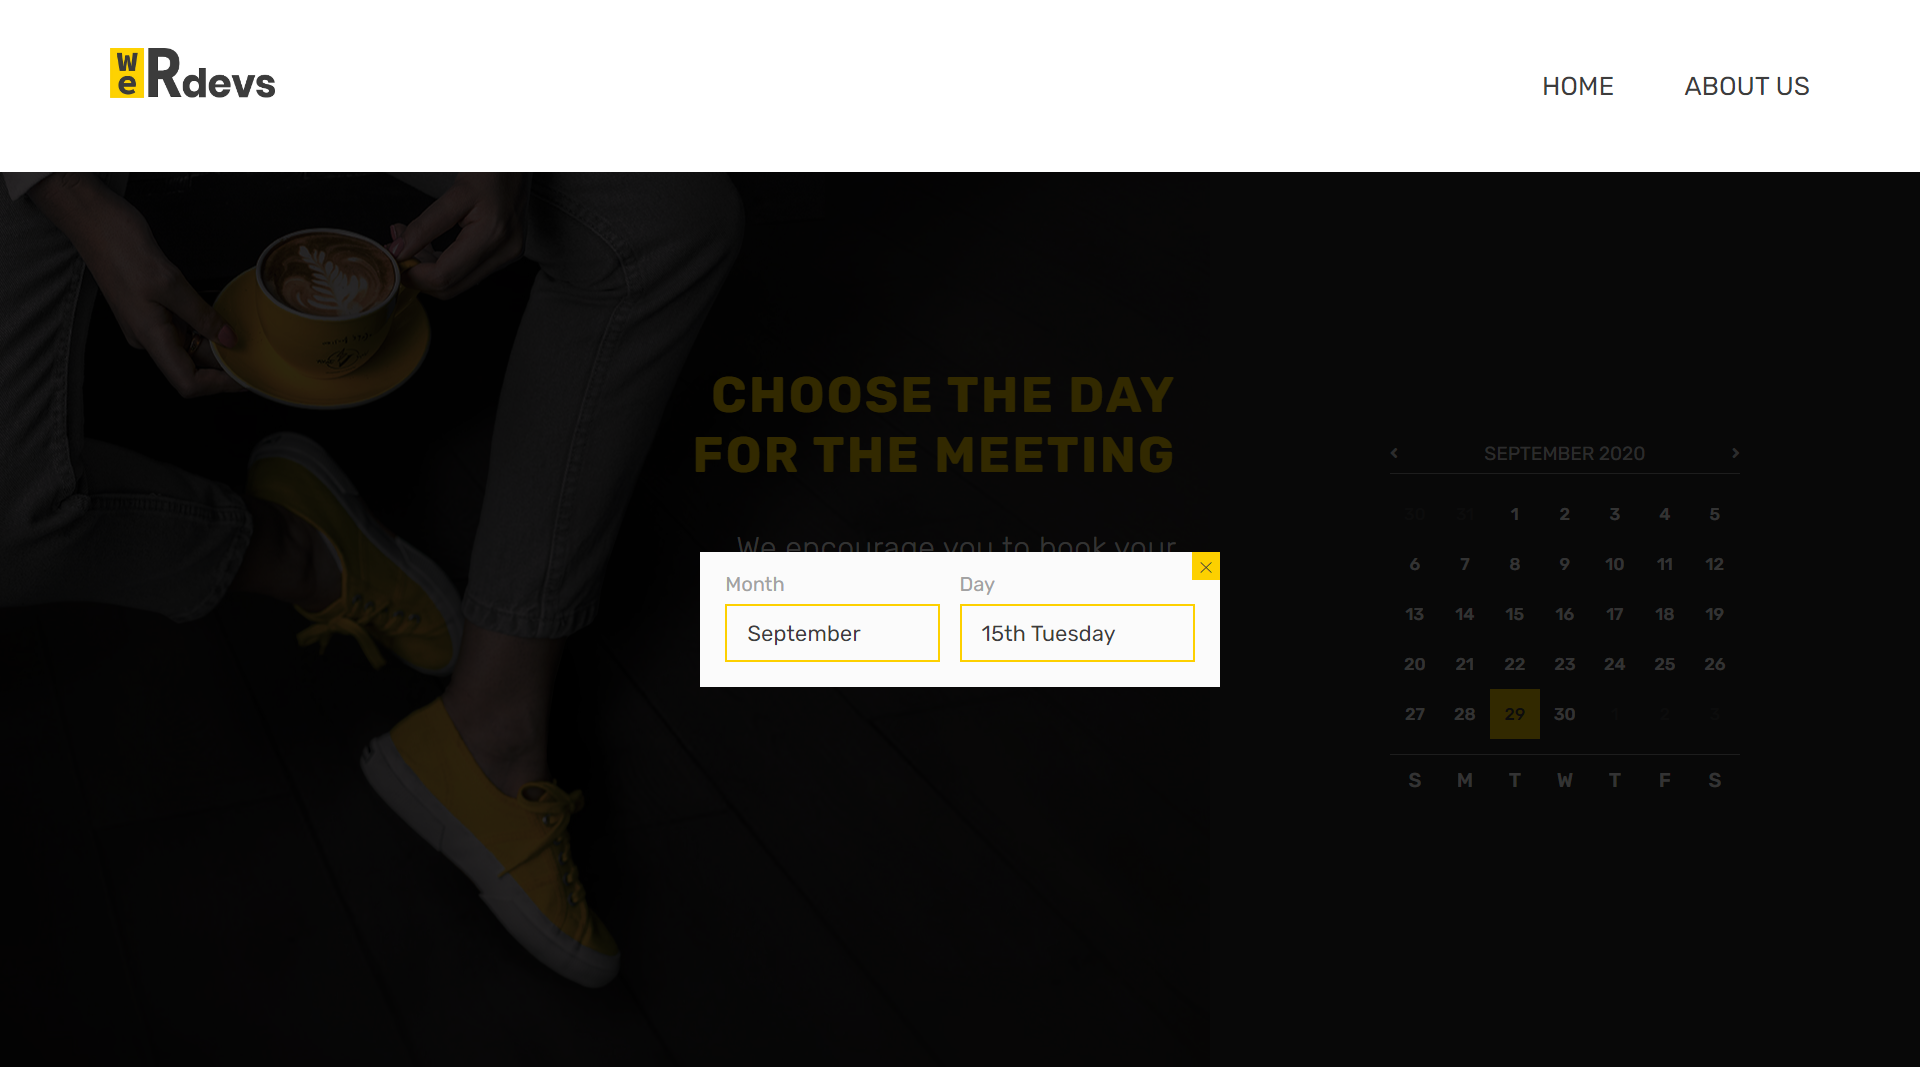 we Rdevs
HOME
ABOUT US
CHOOSE THE DAY
FOR THE MEETING
We encourage you to book your
Month
Day
September
15th Tuesday
SEPTEMBER 2020
30 31 1 2 3 4 5
6 7 8 9 10 11 12
13 14 15 16 17 18 19
20 21 22 23 24 25 26
27 28 29 30 1 2 3
S M T W T F S